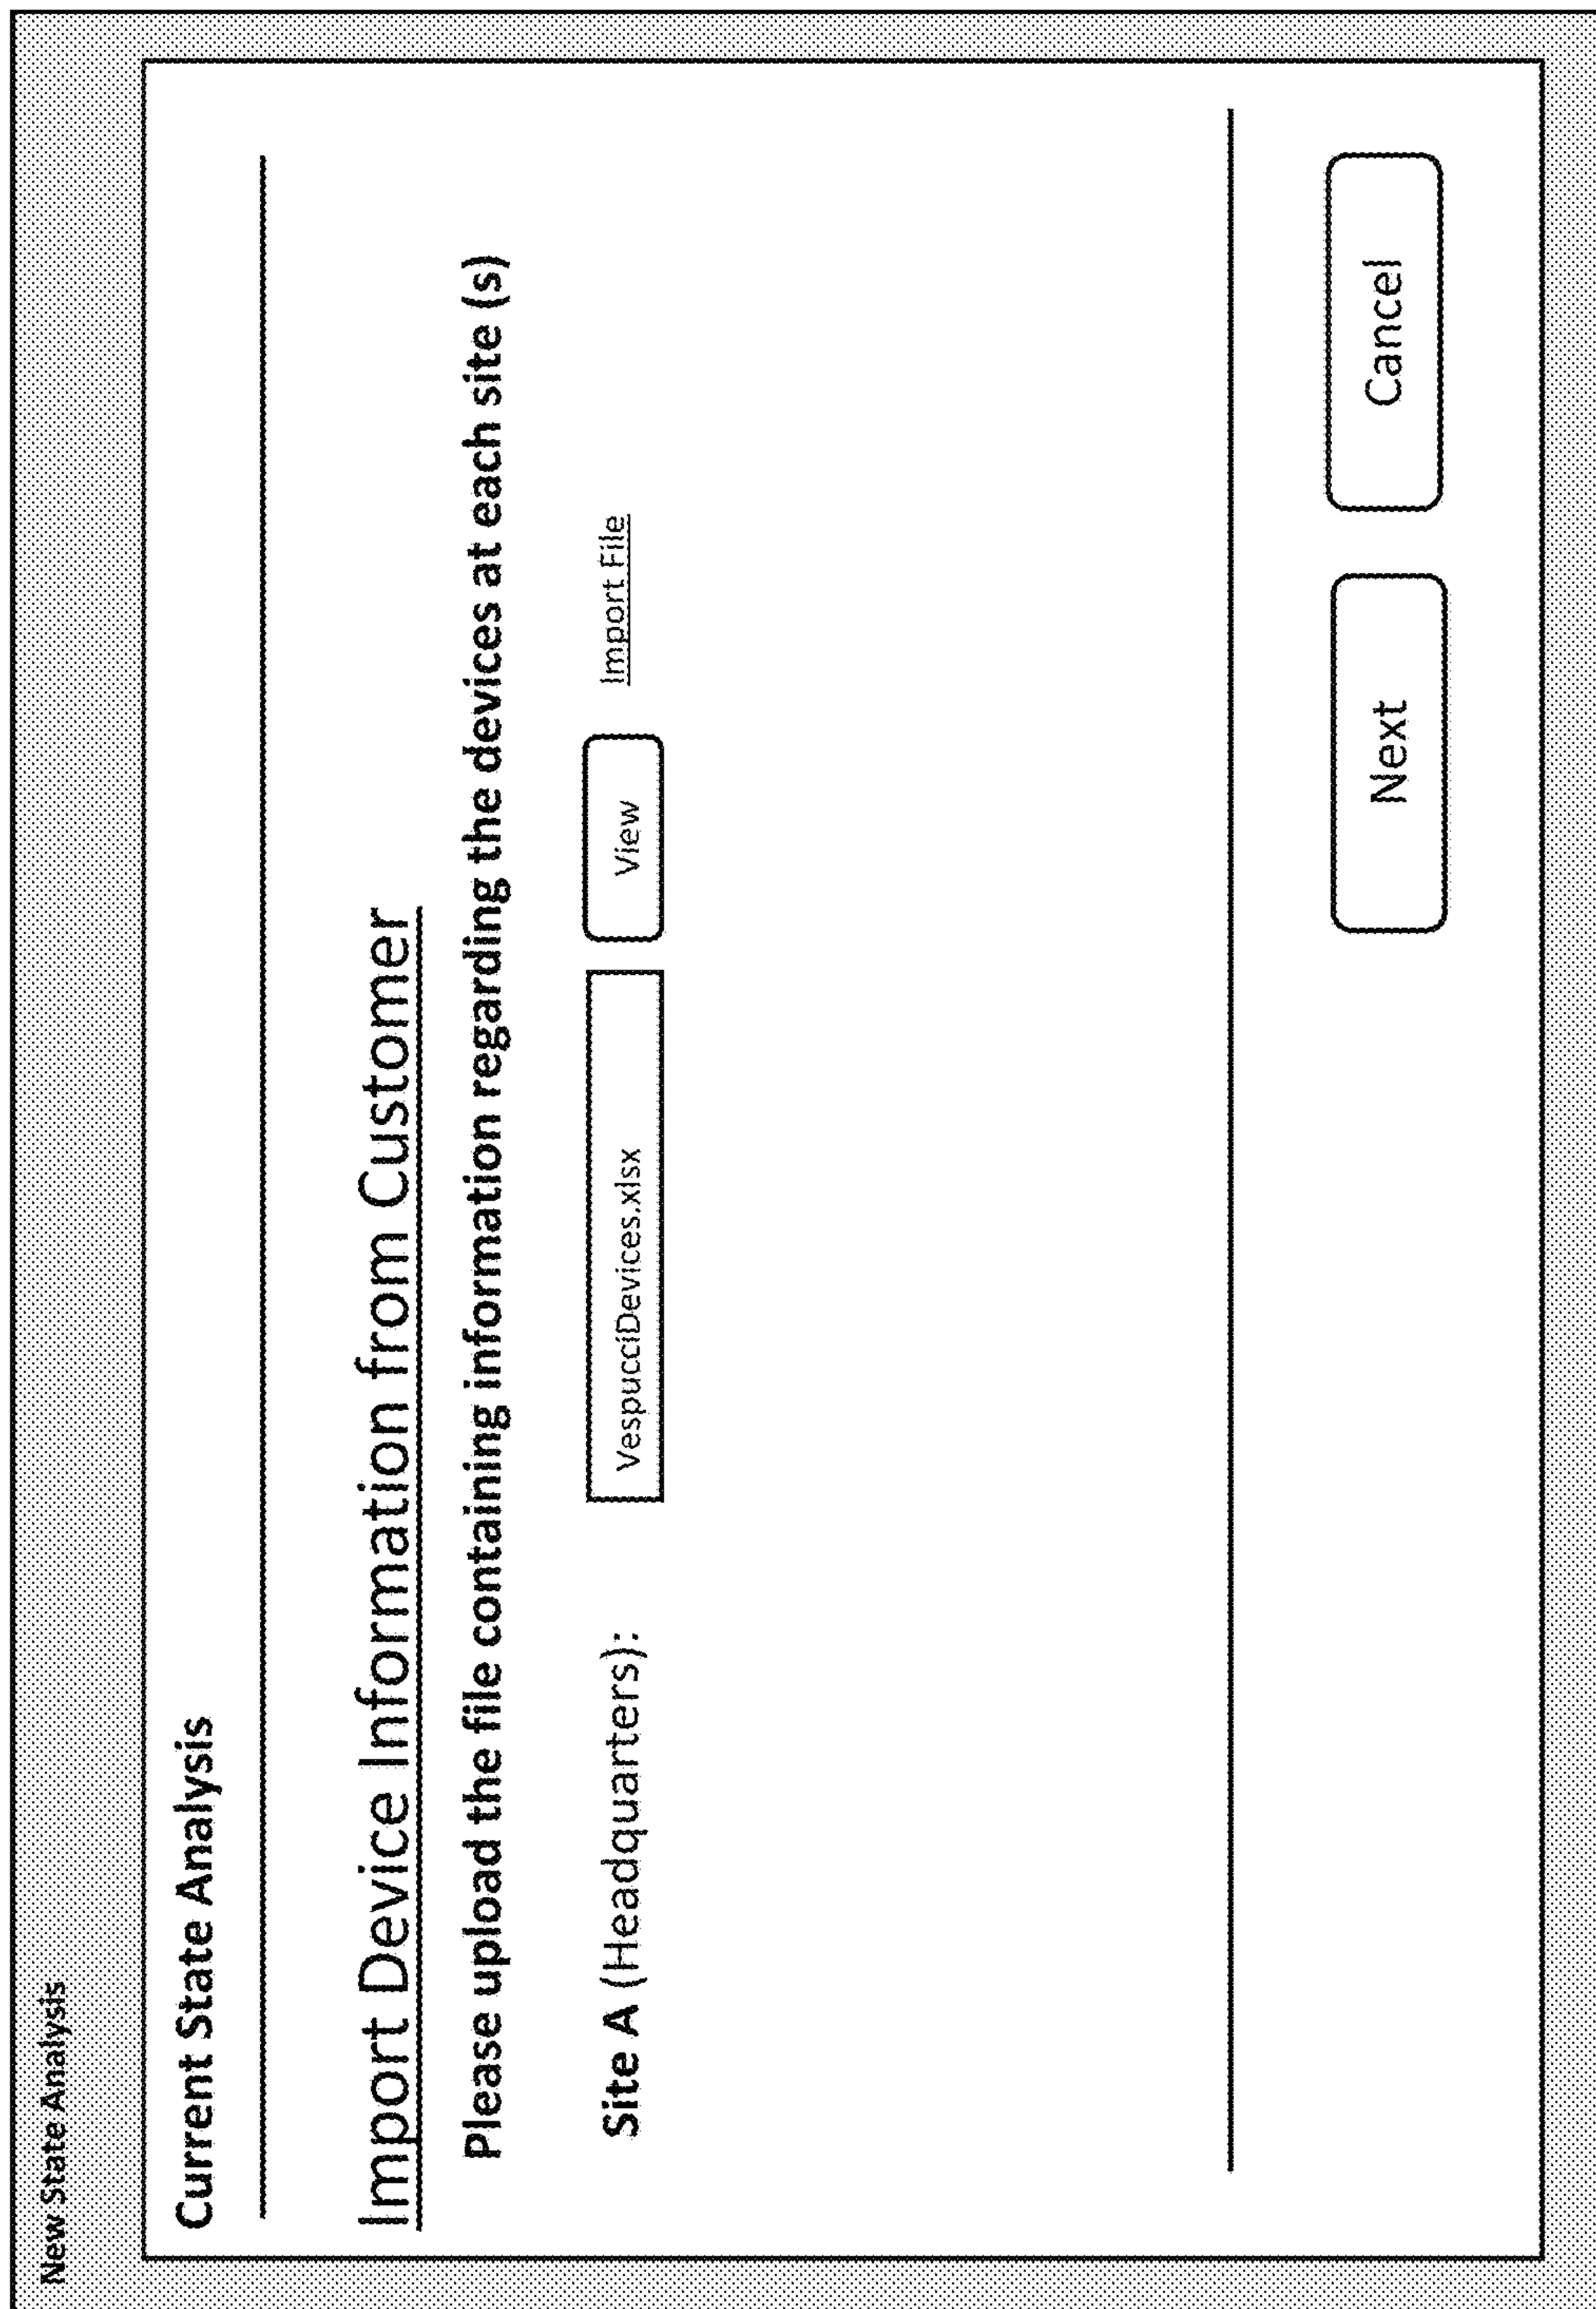 New State Analysis
Current State Analysis
Import Device Information from Customer
Please upload the file containing information regarding the devices at each site (s)
Site A (Headquarters): VespucciDevices.xlsx View Import File
Next Cancel